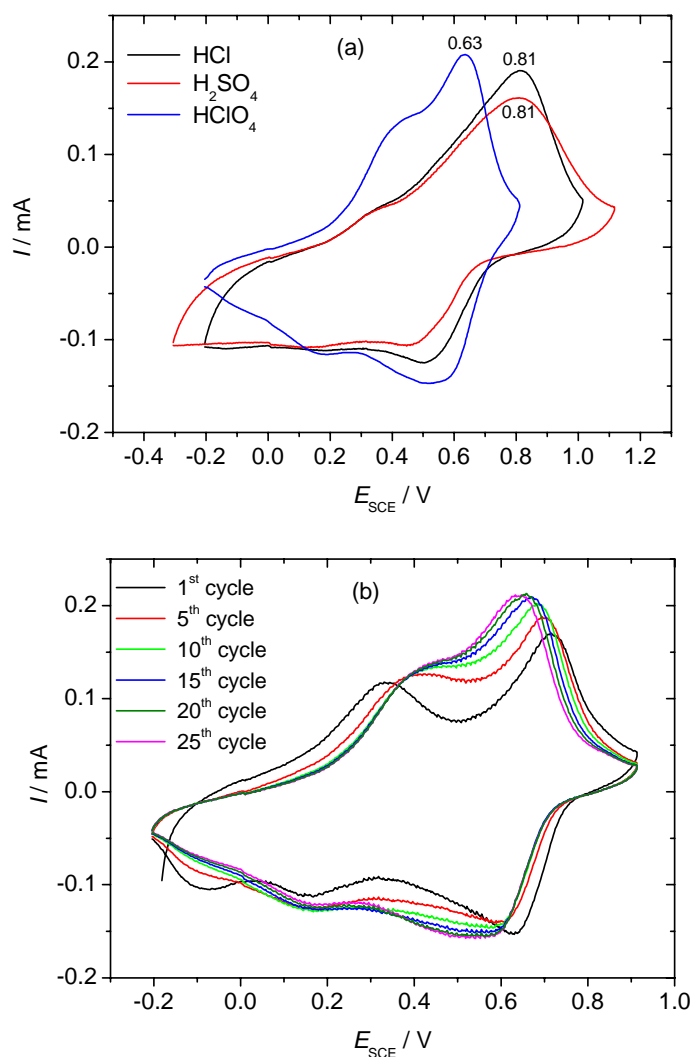 (a)
HCl
H₂SO₄
HClO₄
0.63
0.81
0.81
0.2
0.1
0.0
-0.1
-0.2
I / mA
-0.4 -0.2 0.0 0.2 0.4 0.6 0.8 1.0 1.2
E_SCE / V
(b)
1st cycle
5th cycle
10th cycle
15th cycle
20th cycle
25th cycle
0.2
0.1
0.0
-0.1
-0.2
I / mA
-0.2 0.0 0.2 0.4 0.6 0.8 1.0
E_SCE / V